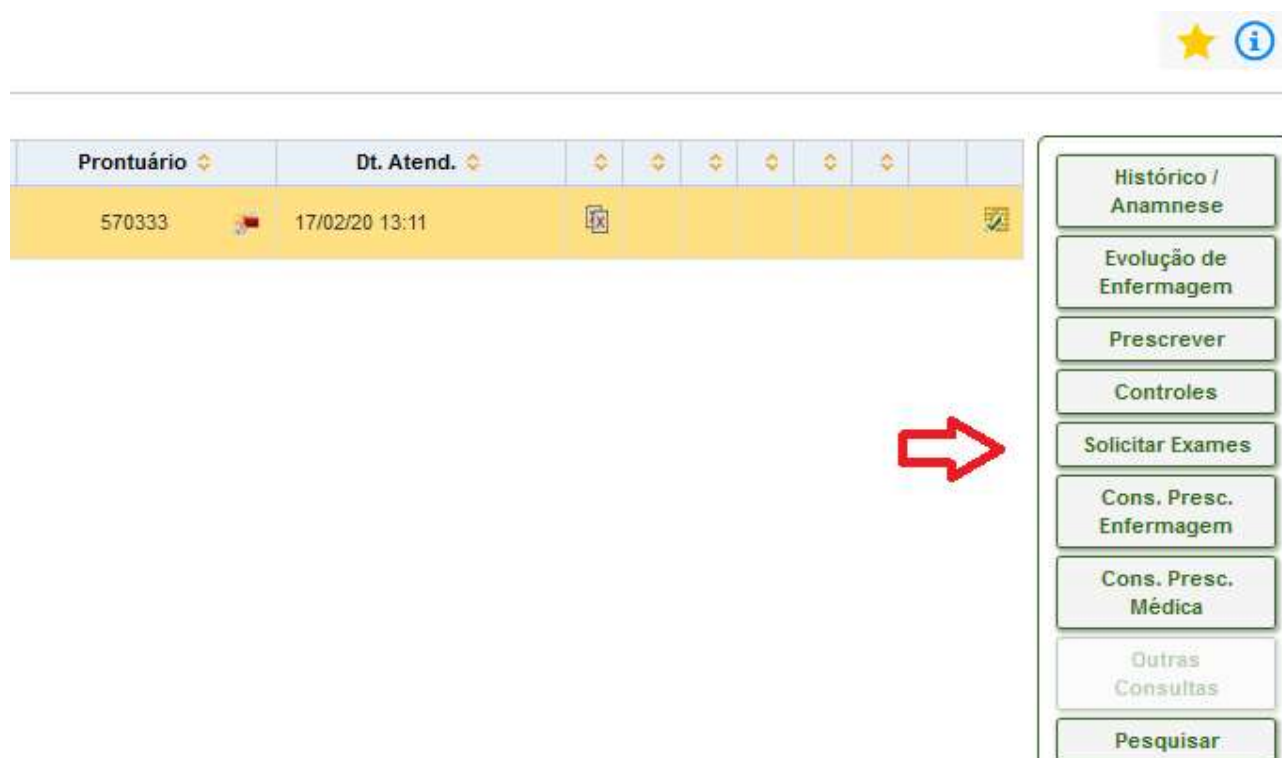 Prontuário Dt. Atend.
570333 17/02/20 13:11
Histórico /
Anamnese
Evolução de
Enfermagem
Prescrever
Controles
Solicitar Exames
Cons. Presc.
Enfermagem
Cons. Presc.
Médica
Outras
Consultas
Pesquisar